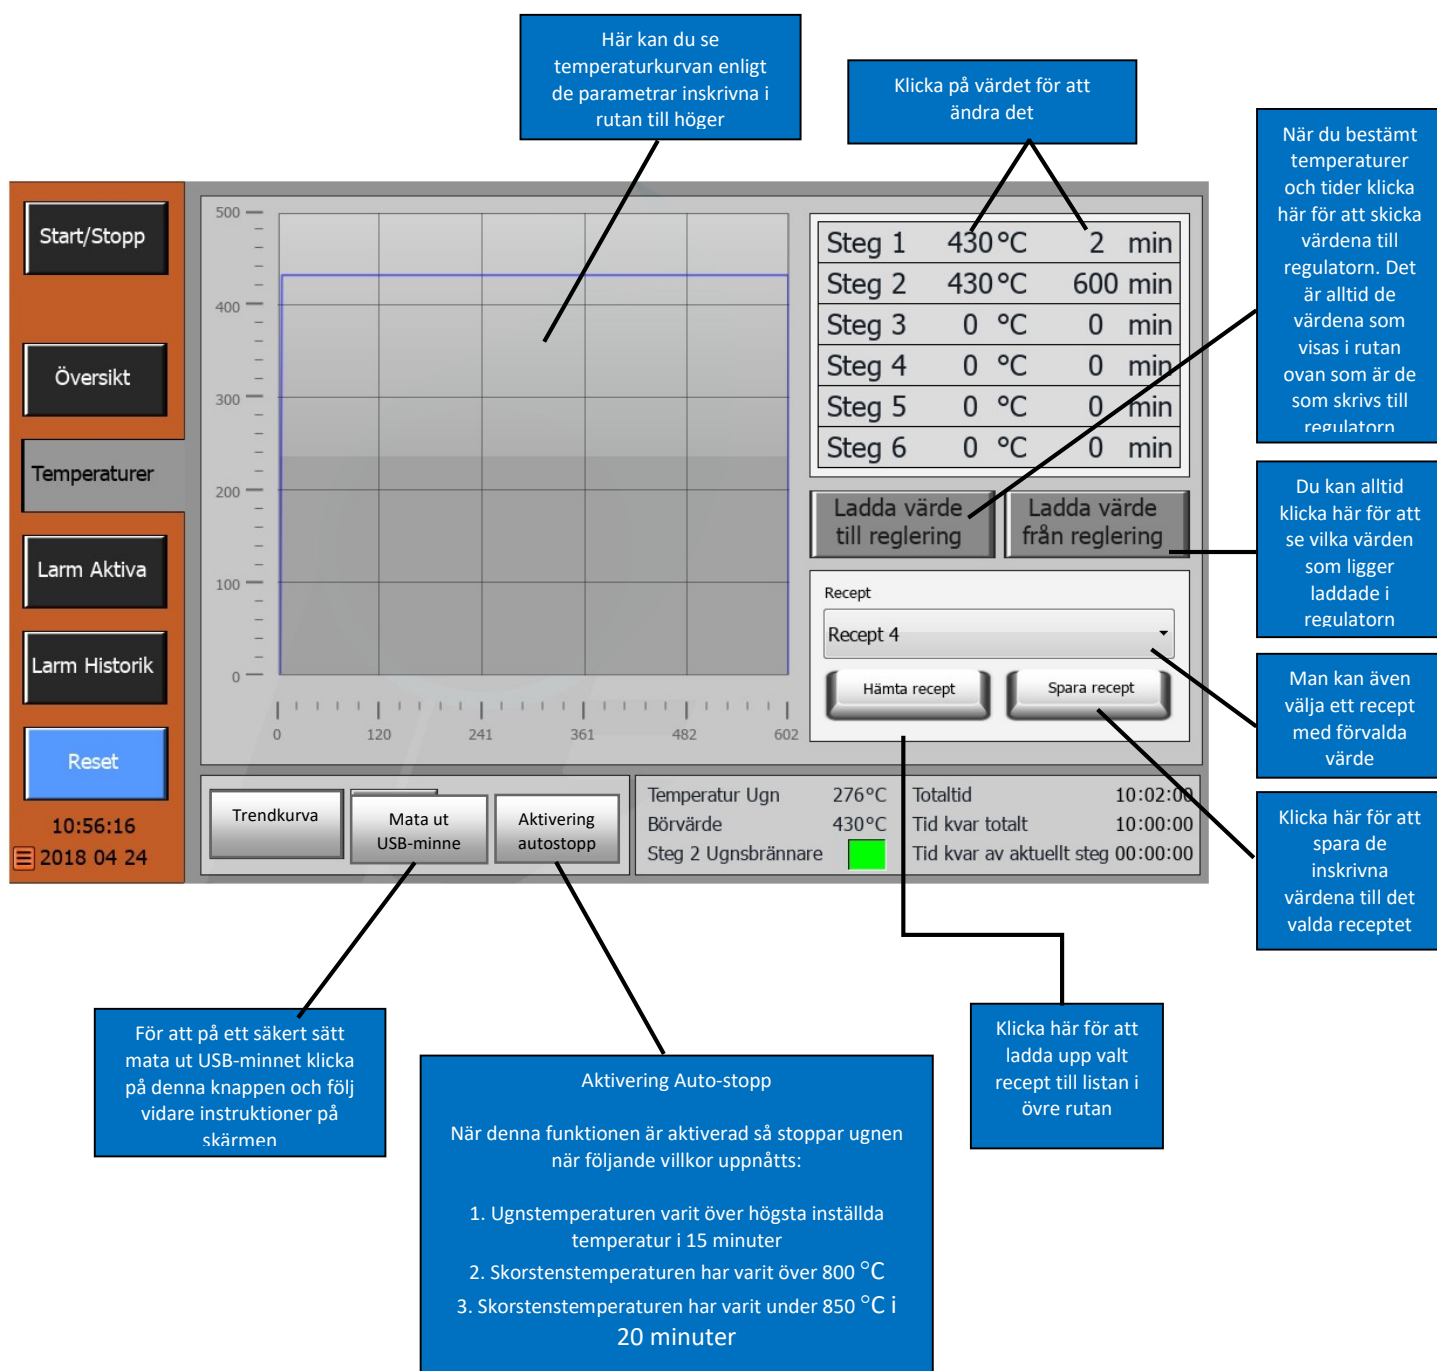 Här kan du se
temperaturkurvan enligt
de parametrar inskrivna i
rutan till höger
Klicka på värdet för att
ändra det
När du bestämt
temperaturer
och tider klicka
här för att skicka
värdena till
regulatorn. Det
är alltid de
värdena som
visas i rutan
ovan som är de
som skrivs till
regulatorn
Start/Stopp
Översikt
Temperaturer
Larm Aktiva
Larm Historik
Reset
10:56:16
2018 04 24
500
400
300
200
100
0
0 120 241 361 482 602
Steg 1 430 °C 2 min
Steg 2 430 °C 600 min
Steg 3 0 °C 0 min
Steg 4 0 °C 0 min
Steg 5 0 °C 0 min
Steg 6 0 °C 0 min
Ladda värde
till reglering
Ladda värde
från reglering
Du kan alltid
klicka här för att
se vilka värden
som ligger
laddade i
regulatorn
Recept
Recept 4
Hämta recept
Spara recept
Man kan även
välja ett recept
med förvalda
värde
Trendkurva
Mata ut
USB-minne
Aktivering
autostopp
Temperatur Ugn 276°C
Börvärde 430°C
Steg 2 Ugnsbrännare
Totaltid 10:02:00
Tid kvar totalt 10:00:00
Tid kvar av aktuellt steg 00:00:00
Klicka här för att
spara de
inskrivna
värdena till det
valda receptet
För att på ett säkert sätt
mata ut USB-minnet klicka
på denna knappen och följ
vidare instruktioner på
skärmen
Aktivering Auto-stopp
När denna funktionen är aktiverad så stoppar ugnen
när följande villkor uppnåtts:
1. Ugnstemperaturen varit över högsta inställda
temperatur i 15 minuter
2. Skorstenstemperaturen har varit över 800 °C
3. Skorstenstemperaturen har varit under 850 °C i
20 minuter
Klicka här för att
ladda upp valt
recept till listan i
övre rutan